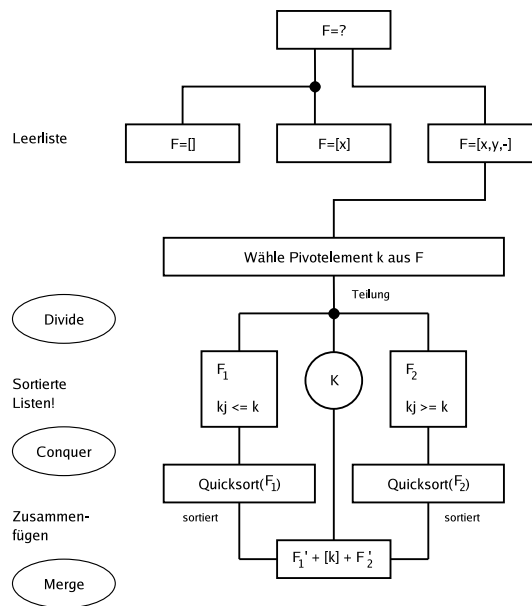 F=?
Leerliste
F=[]
F=[x]
F=[x,y,-]
Wähle Pivotelement k aus F
Teilung
Divide
F1
kj <= k
K
F2
kj >= k
Sortierte
Listen!
Conquer
Quicksort(F1)
Quicksort(F2)
sortiert
sortiert
Zusammen-
fügen
F1' + [k] + F2'
Merge